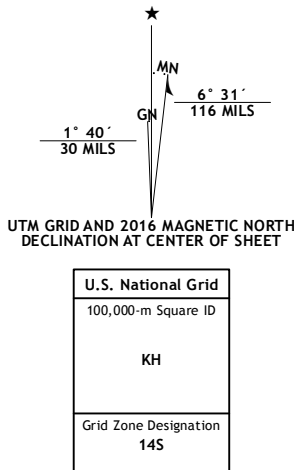 ★
MN
GN
6° 31´
116 MILS
1° 40´
30 MILS
UTM GRID AND 2016 MAGNETIC NORTH
DECLINATION AT CENTER OF SHEET
U.S. National Grid
100,000-m Square ID
KH
Grid Zone Designation
14S